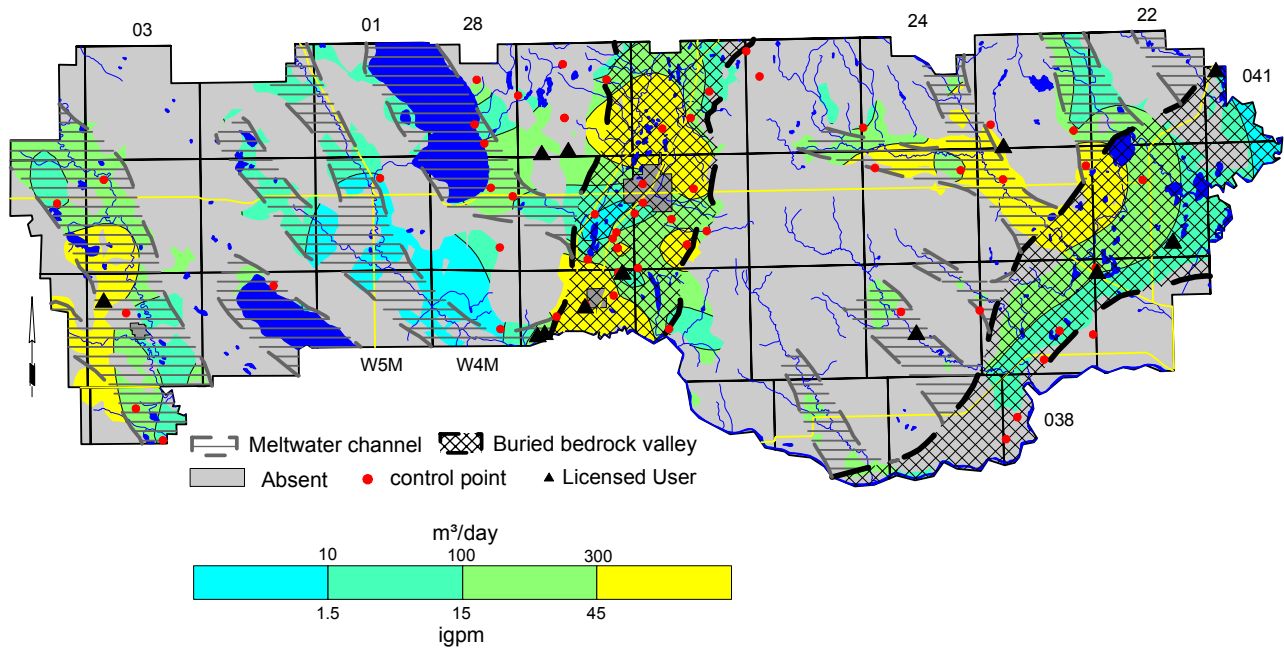 03
01
28
24
22
041
W5M
W4M
038
Meltwater channel
Buried bedrock valley
Absent
control point
Licensed User
m³/day
10
100
300
1.5
15
45
igpm